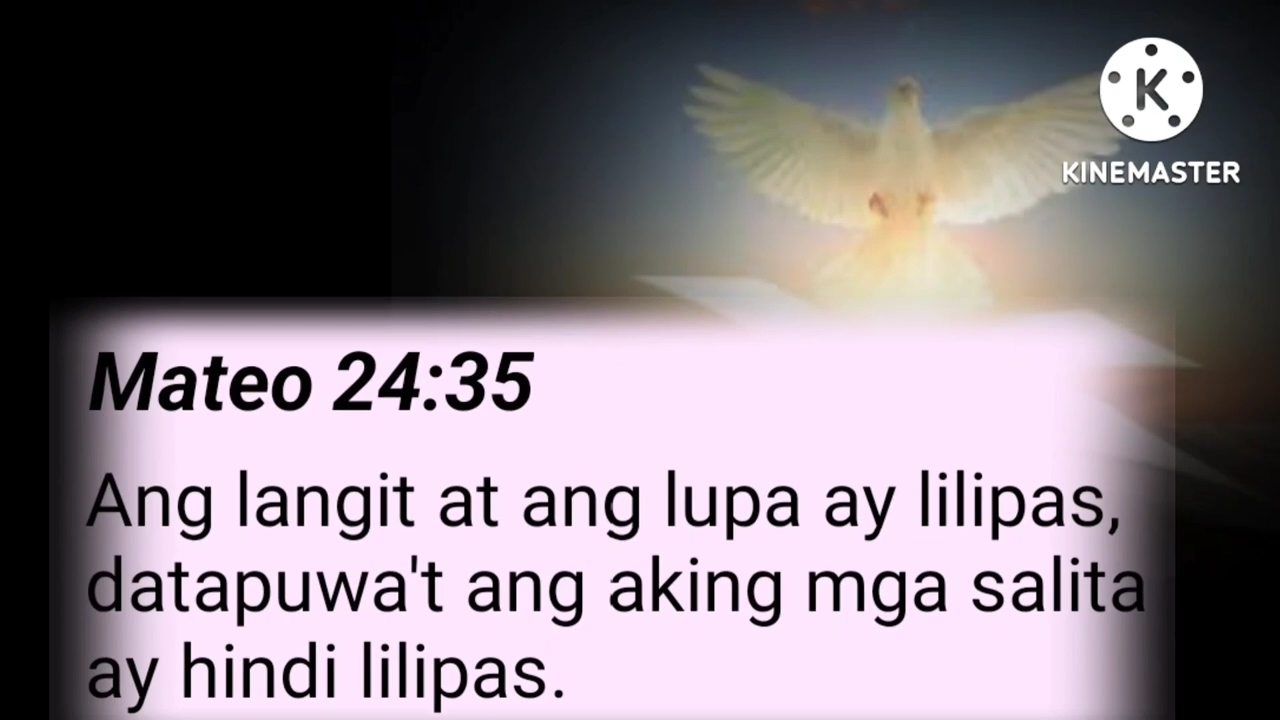 K
KINEMASTER
Mateo 24:35
Ang langit at ang lupa ay lilipas,
datapuwa't ang aking mga salita
ay hindi lilipas.